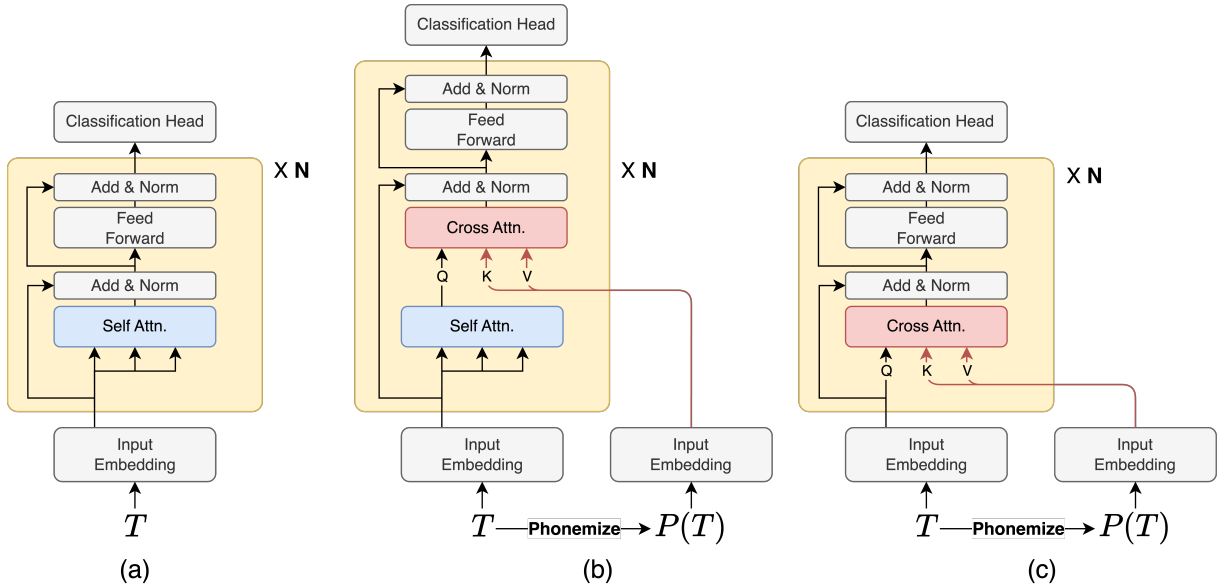 Classification Head
Add & Norm
Feed
Forward
Add & Norm
Self Attn.
X N
Input
Embedding
T
(a)
Classification Head
Add & Norm
Feed
Forward
Add & Norm
Cross Attn.
Q
K
V
Self Attn.
X N
Input
Embedding
Input
Embedding
T
Phonemize
P(T)
(b)
Classification Head
Add & Norm
Feed
Forward
Add & Norm
Cross Attn.
Q
K
V
X N
Input
Embedding
Input
Embedding
T
Phonemize
P(T)
(c)